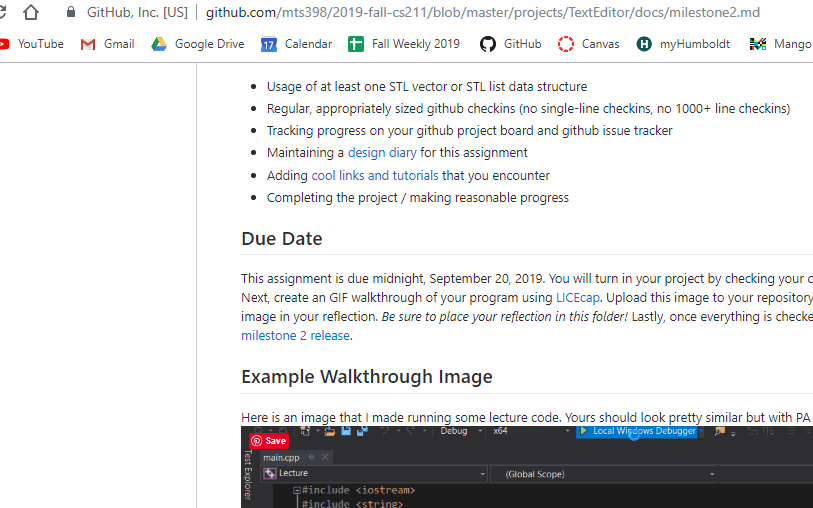 GitHub, Inc. [US] | github.com/mts398/2019-fall-cs211/blob/master/projects/TextEditor/docs/milestone2.md
YouTube Gmail Google Drive 17 Calendar Fall Weekly 2019 GitHub Canvas H myHumboldt Mango
Usage of at least one STL vector or STL list data structure
Regular, appropriately sized github checkins (no single-line checkins, no 1000+ line checkins)
Tracking progress on your github project board and github issue tracker
Maintaining a design diary for this assignment
Adding cool links and tutorials that you encounter
Completing the project / making reasonable progress
Due Date
This assignment is due midnight, September 20, 2019. You will turn in your project by checking your
Next, create an GIF walkthrough of your program using LICEcap. Upload this image to your repository
image in your reflection. Be sure to place your reflection in this folder! Lastly, once everything is checke
milestone 2 release.
Example Walkthrough Image
Here is an image that I made running some lecture code. Yours should look pretty similar but with PA
Debug x64 Local Windows Debugger
Save
main.cpp
Test Explorer
Lecture (Global Scope)
#include <iostream>
#include <string>